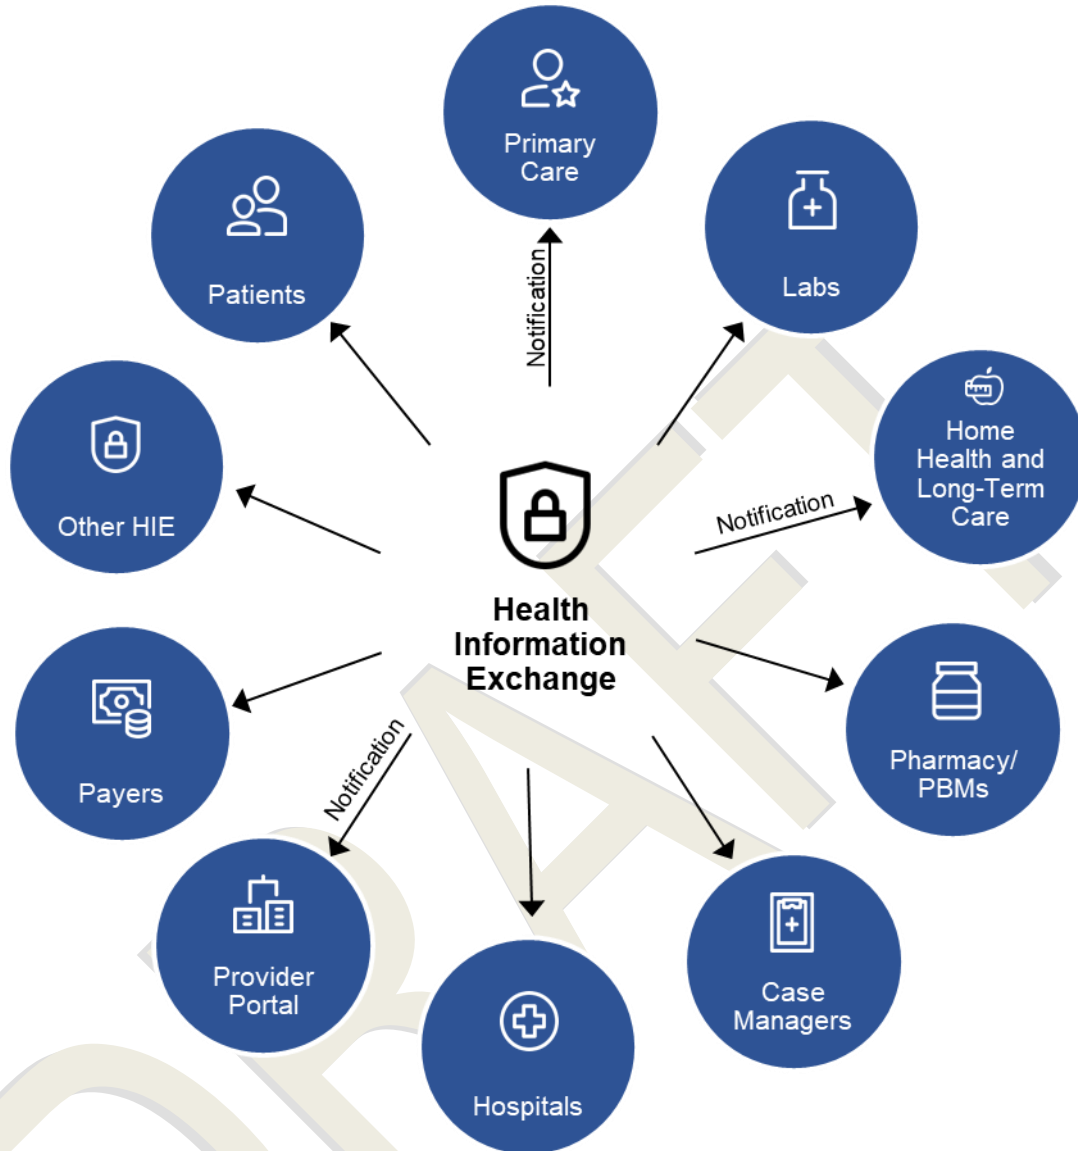 Primary
Care
Patients
Labs
Notification
Home
Health and
Long-Term
Care
Other HIE
Notification
Health
Information
Exchange
Pharmacy/
PBMs
Payers
Notification
Provider
Portal
Case
Managers
Hospitals
DRAFT